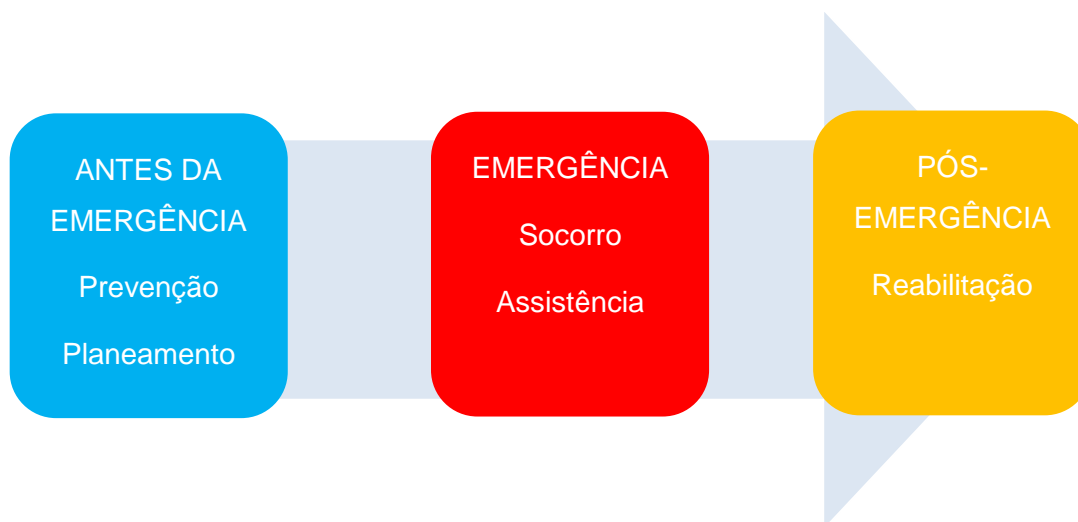 ANTES DA
EMERGÊNCIA
Prevenção
Planeamento
EMERGÊNCIA
Socorro
Assistência
PÓS-
EMERGÊNCIA
Reabilitação